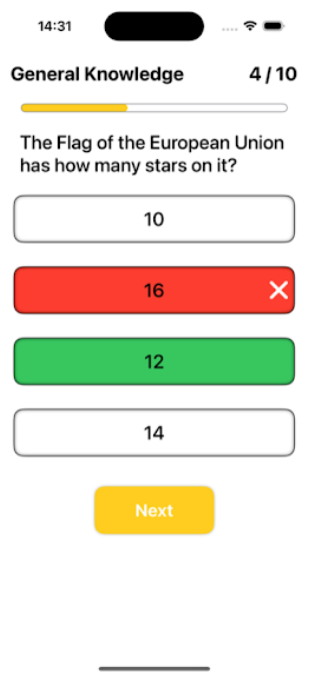 14:31
General Knowledge 4 / 10
The Flag of the European Union
has how many stars on it?
10
16
12
14
Next